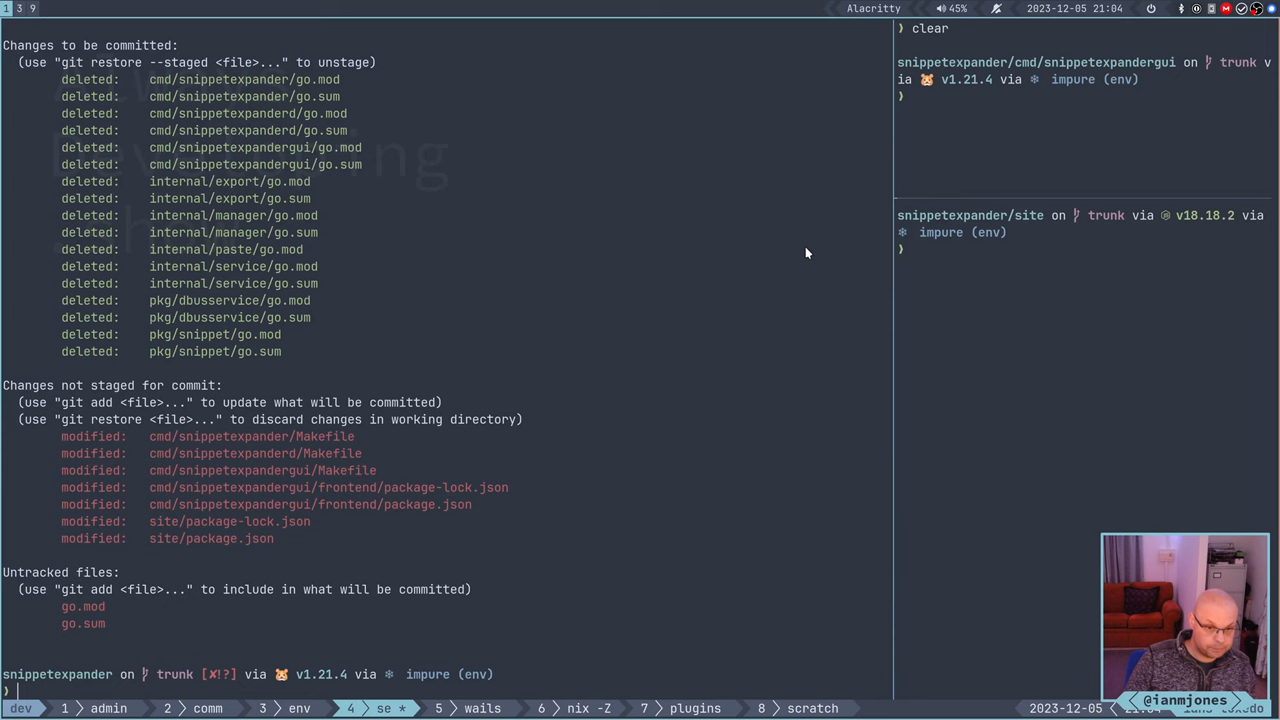 1 3 9
Alacritty
45%
2023-12-05 21:04
Changes to be committed:
(use "git restore --staged <file>..." to unstage)
deleted: cmd/snippetexpander/go.mod
deleted: cmd/snippetexpander/go.sum
deleted: cmd/snippetexpanderd/go.mod
deleted: cmd/snippetexpanderd/go.sum
deleted: cmd/snippetexpandergui/go.mod
deleted: cmd/snippetexpandergui/go.sum
deleted: internal/export/go.mod
deleted: internal/export/go.sum
deleted: internal/manager/go.mod
deleted: internal/manager/go.sum
deleted: internal/paste/go.mod
deleted: internal/service/go.mod
deleted: internal/service/go.sum
deleted: pkg/dbusservice/go.mod
deleted: pkg/dbusservice/go.sum
deleted: pkg/snippet/go.mod
deleted: pkg/snippet/go.sum
Changes not staged for commit:
(use "git add <file>..." to update what will be committed)
(use "git restore <file>..." to discard changes in working directory)
modified: cmd/snippetexpander/Makefile
modified: cmd/snippetexpanderd/Makefile
modified: cmd/snippetexpandergui/Makefile
modified: cmd/snippetexpandergui/frontend/package-lock.json
modified: cmd/snippetexpandergui/frontend/package.json
modified: site/package-lock.json
modified: site/package.json
Untracked files:
(use "git add <file>..." to include in what will be committed)
go.mod
go.sum
snippetexpander on trunk [✘!?] via 🐹 v1.21.4 via ❄ impure (env)
❯
❯ clear
snippetexpander/cmd/snippetexpandergui on trunk v
ia 🐹 v1.21.4 via ❄ impure (env)
❯
snippetexpander/site on trunk via v18.18.2 via
❄ impure (env)
❯
@ianmjones
dev 1 admin 2 comm 3 env 4 se * 5 wails 6 nix -Z 7 plugins 8 scratch 2023-12-05